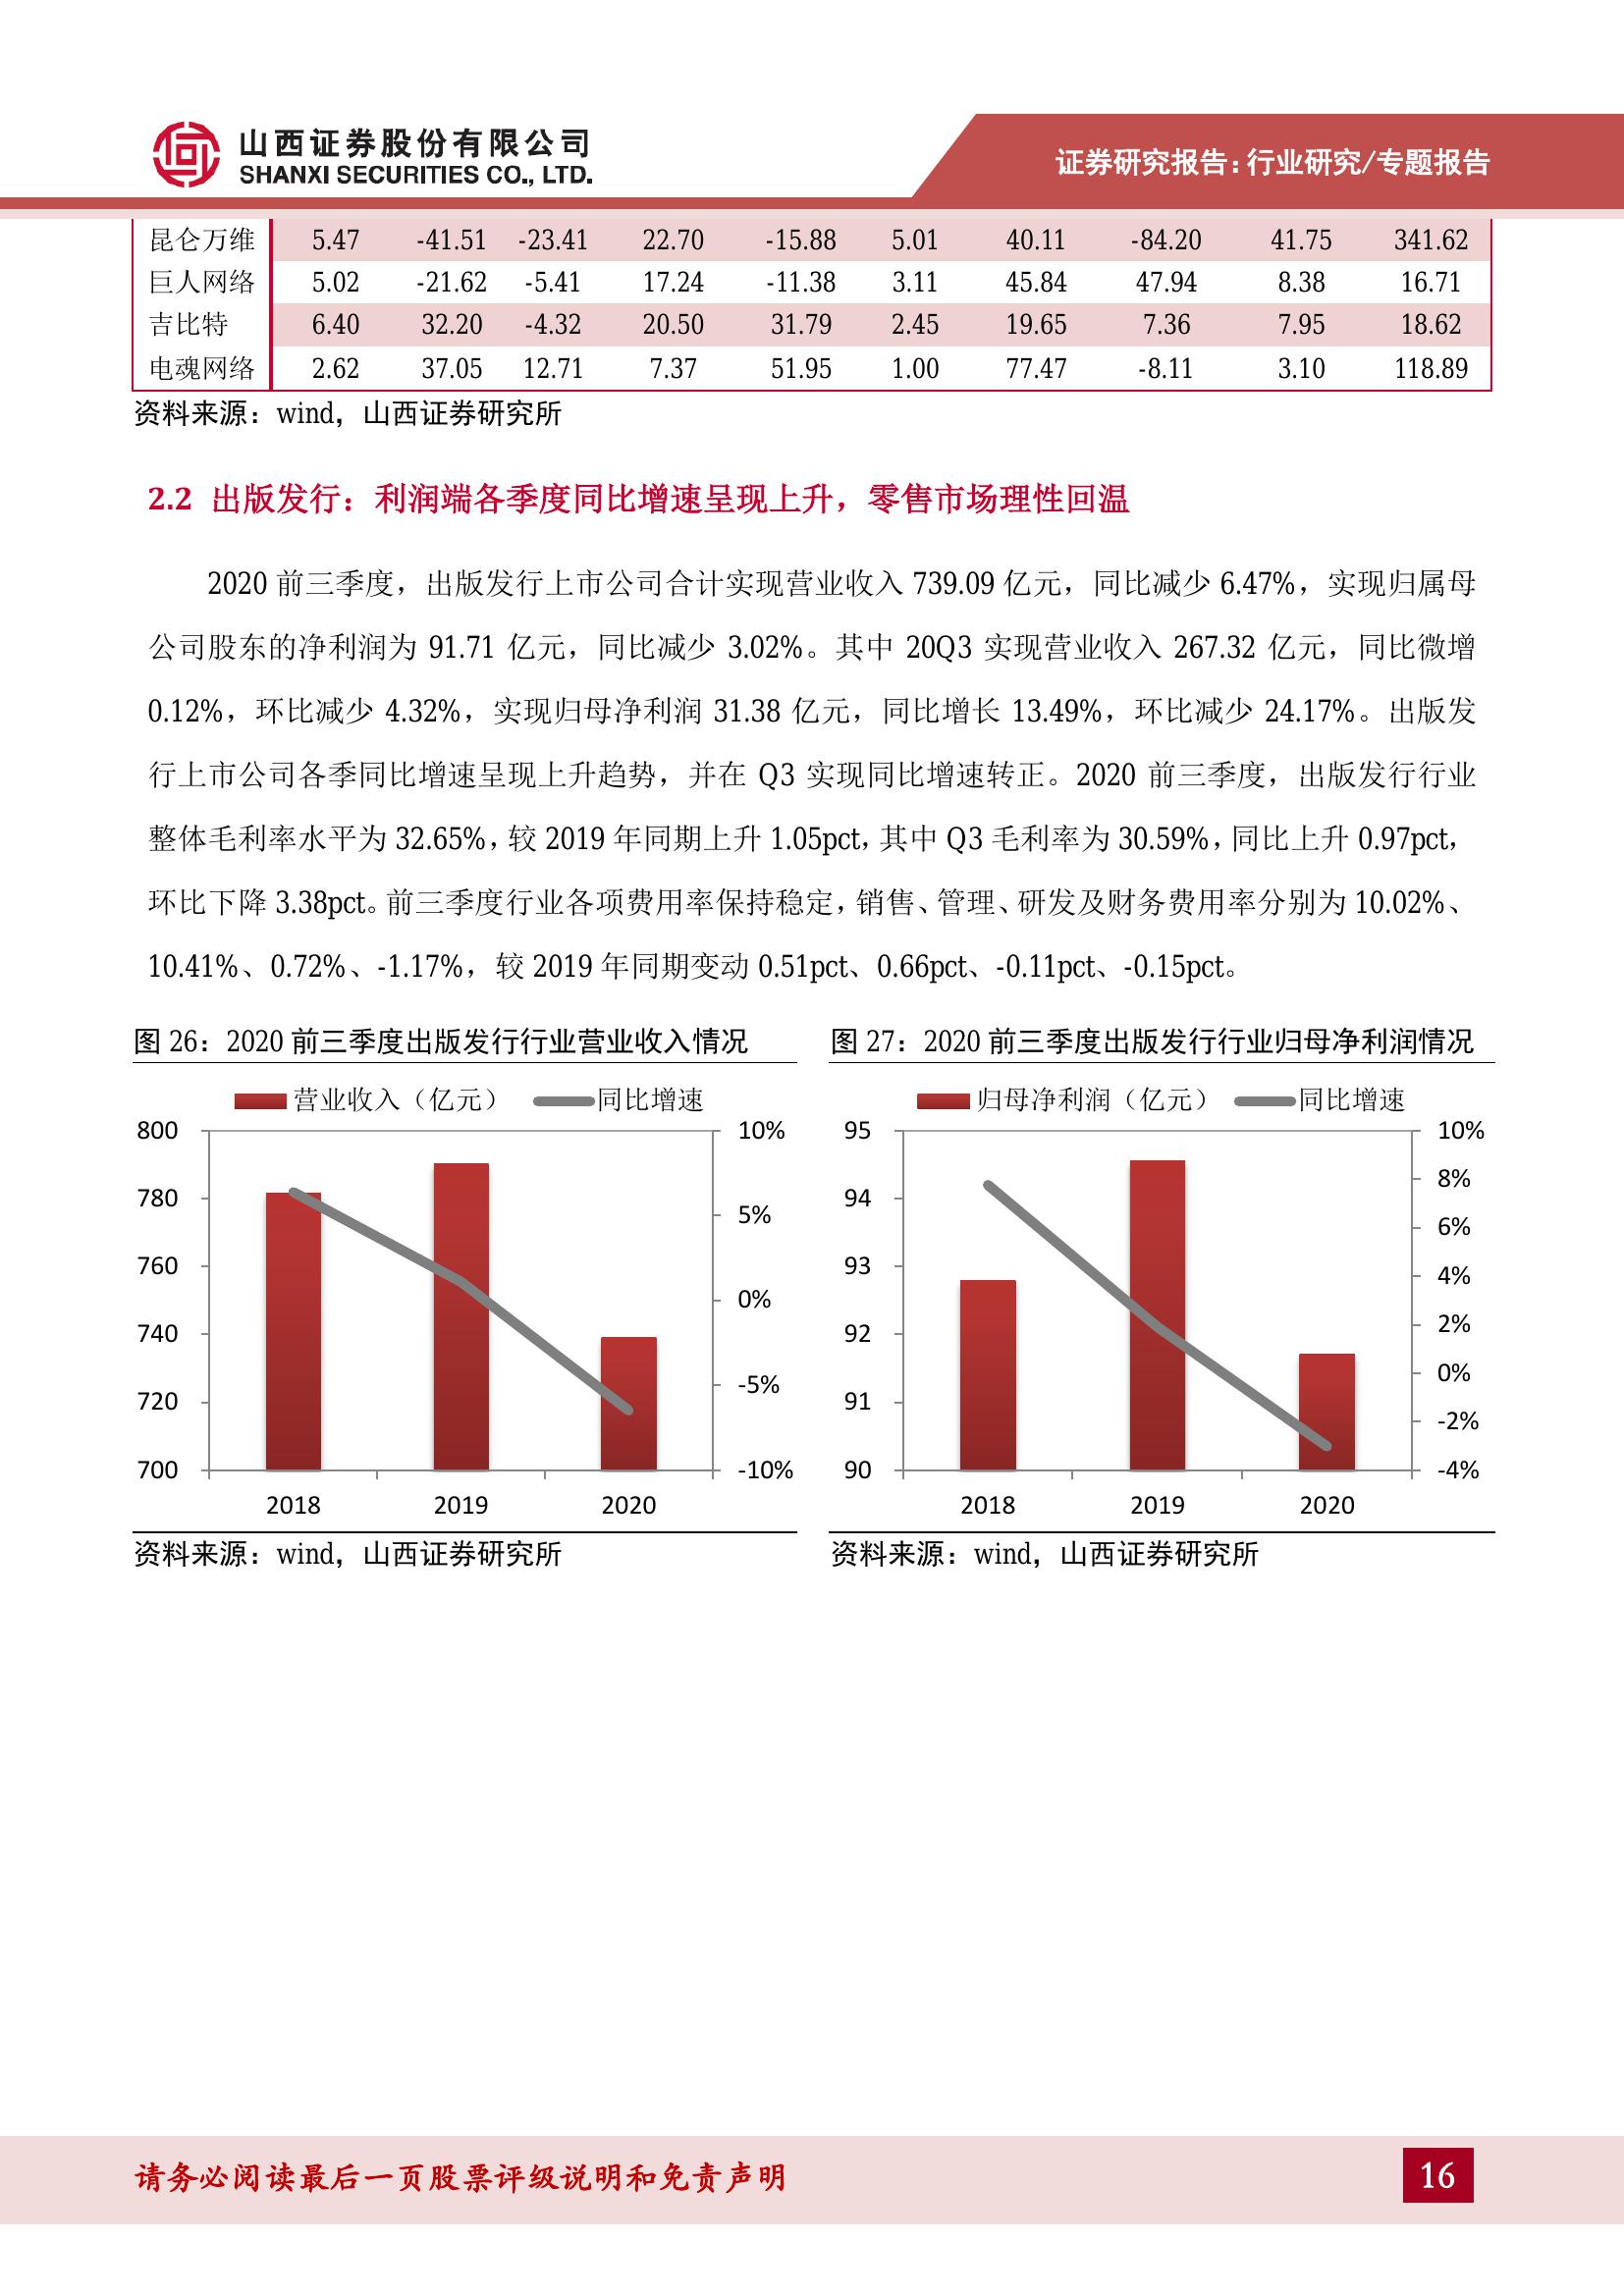 山西证券股份有限公司
SHANXI SECURITIES CO., LTD.
证券研究报告:行业研究/专题报告
昆仑万维 5.47 -41.51 -23.41 22.70 -15.88 5.01 40.11 -84.20 41.75 341.62
巨人网络 5.02 -21.62 -5.41 17.24 -11.38 3.11 45.84 47.94 8.38 16.71
吉比特 6.40 32.20 -4.32 20.50 31.79 2.45 19.65 7.36 7.95 18.62
电魂网络 2.62 37.05 12.71 7.37 51.95 1.00 77.47 -8.11 3.10 118.89
资料来源：wind，山西证券研究所
2.2 出版发行：利润端各季度同比增速呈现上升，零售市场理性回温
2020 前三季度，出版发行上市公司合计实现营业收入 739.09 亿元，同比减少 6.47%，实现归属母
公司股东的净利润为 91.71 亿元，同比减少 3.02%。其中 20Q3 实现营业收入 267.32 亿元，同比微增
0.12%，环比减少 4.32%，实现归母净利润 31.38 亿元，同比增长 13.49%，环比减少 24.17%。出版发
行上市公司各季同比增速呈现上升趋势，并在 Q3 实现同比增速转正。2020 前三季度，出版发行行业
整体毛利率水平为 32.65%，较 2019 年同期上升 1.05pct，其中 Q3 毛利率为 30.59%，同比上升 0.97pct，
环比下降 3.38pct。前三季度行业各项费用率保持稳定，销售、管理、研发及财务费用率分别为 10.02%、
10.41%、0.72%、-1.17%，较 2019 年同期变动 0.51pct、0.66pct、-0.11pct、-0.15pct。
图 26：2020 前三季度出版发行行业营业收入情况
营业收入（亿元） 同比增速
800 10%
780
5%
760
0%
740
-5%
720
700 -10%
2018 2019 2020
资料来源：wind，山西证券研究所
图 27：2020 前三季度出版发行行业归母净利润情况
归母净利润（亿元） 同比增速
95 10%
8%
94
6%
93
4%
92 2%
0%
91
-2%
90 -4%
2018 2019 2020
资料来源：wind，山西证券研究所
请务必阅读最后一页股票评级说明和免责声明
16